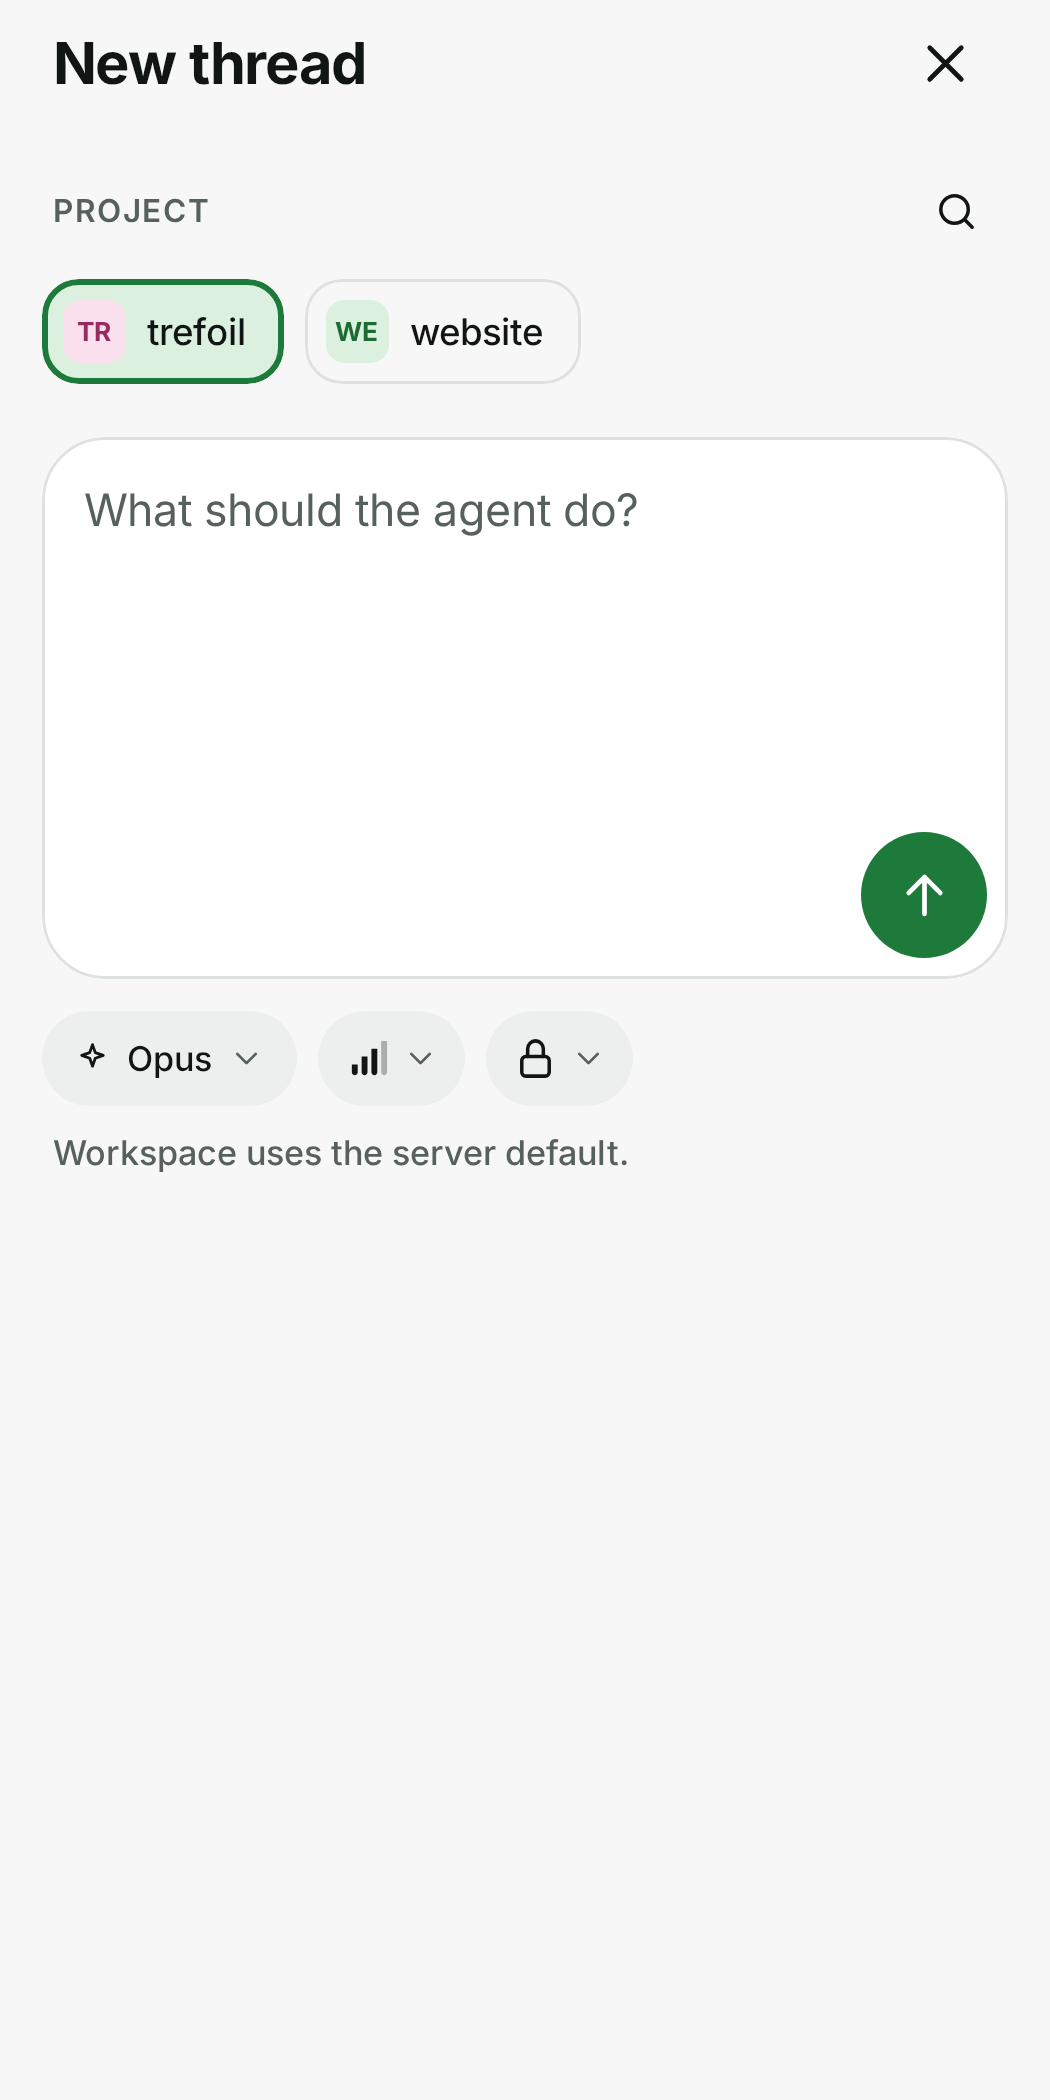 New thread
PROJECT
TR trefoil
WE website
What should the agent do?
Opus
Workspace uses the server default.